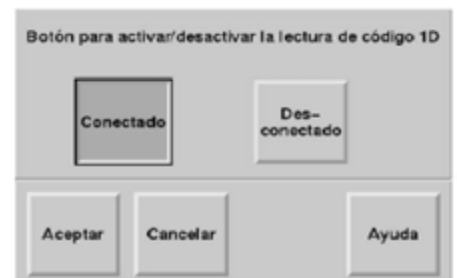 Botón para activar/desactivar la lectura de código 1D
Conectado
Des-
conectado
Aceptar
Cancelar
Ayuda